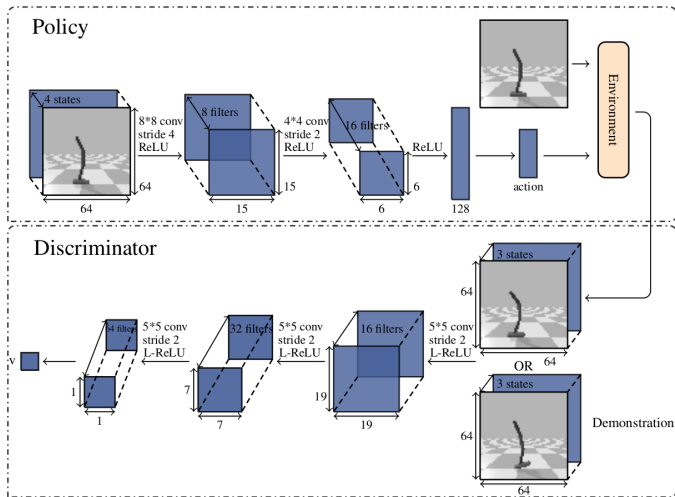 Policy
4 states
8*8 conv
stride 4
ReLU
64
64
8 filters
4*4 conv
stride 2
ReLU
15
15
16 filters
ReLU
6
6
128
action
Environment
Discriminator
3 states
64
64
OR
3 states
64
64
Demonstration
5*5 conv
stride 2
L-ReLU
16 filters
19
19
5*5 conv
stride 2
L-ReLU
32 filters
7
7
5*5 conv
stride 2
L-ReLU
filters
1
1
v